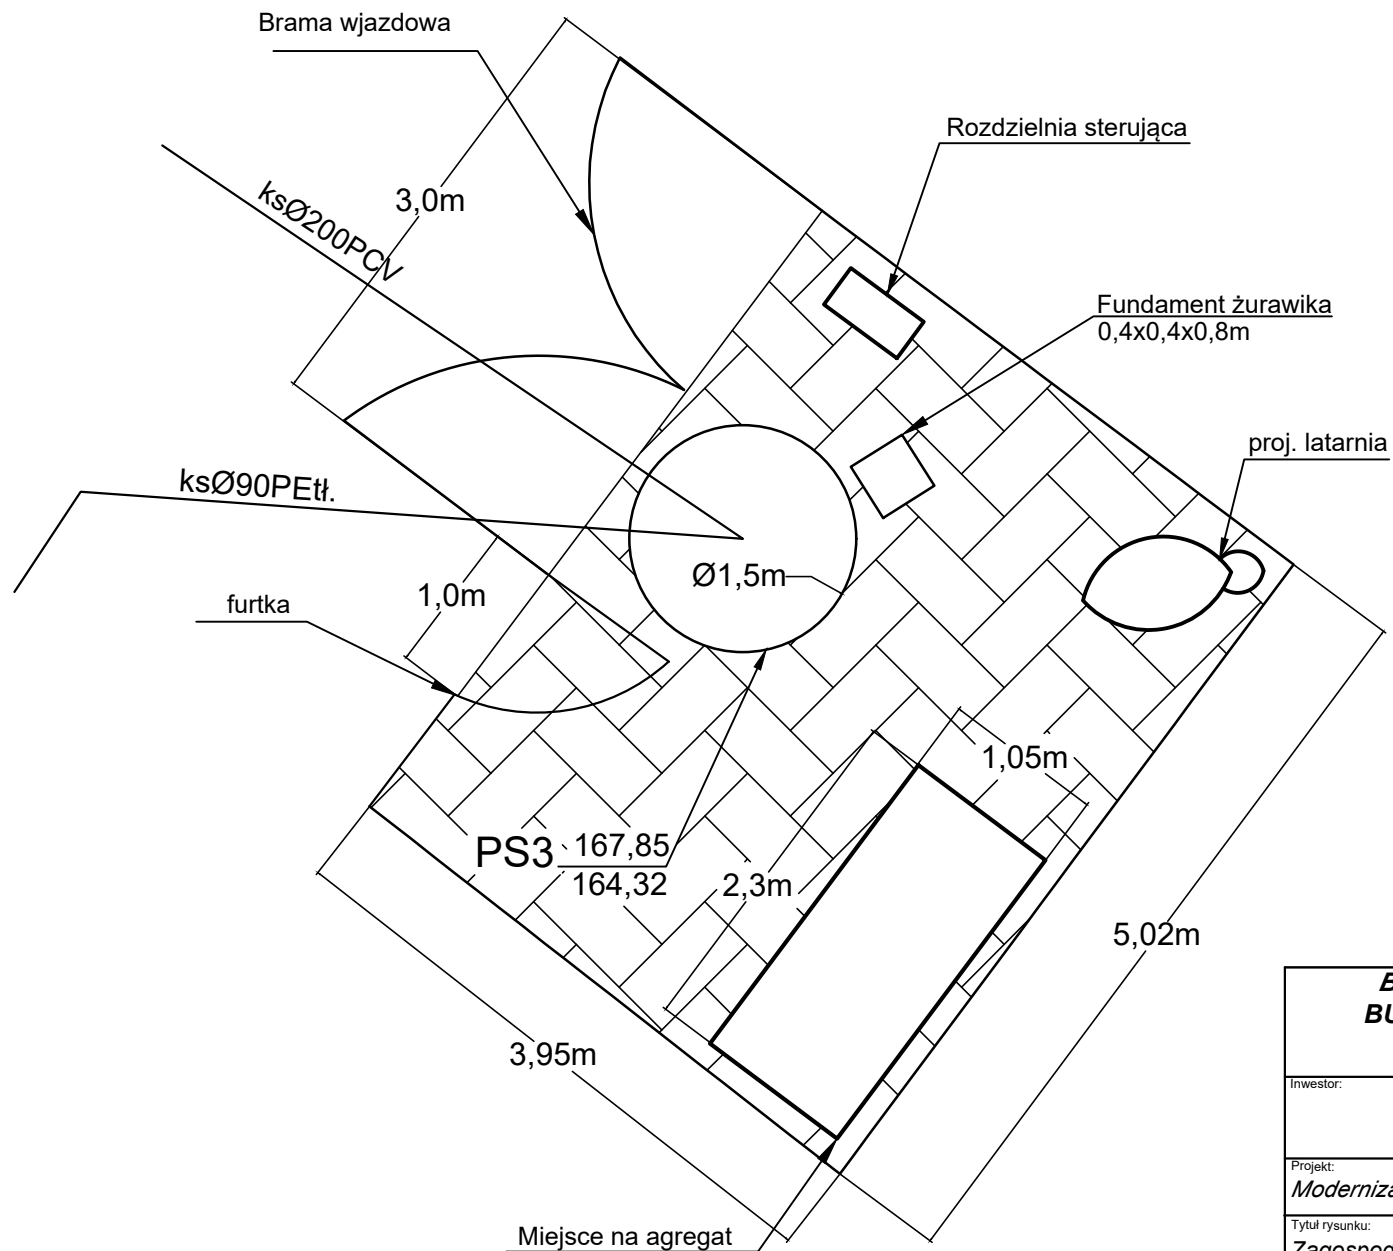 Brama wjazdowa
Rozdzielnia sterująca
3,0m
ksØ200PCV
Fundament żurawika
0,4x0,4x0,8m
proj. latarnia
ksØ90PEtł.
Ø1,5m
1,0m
furtka
1,05m
PS3 167,85
164,32
2,3m
5,02m
3,95m
Miejsce na agregat
Inwestor:
Projekt:
Tytuł rysunku: